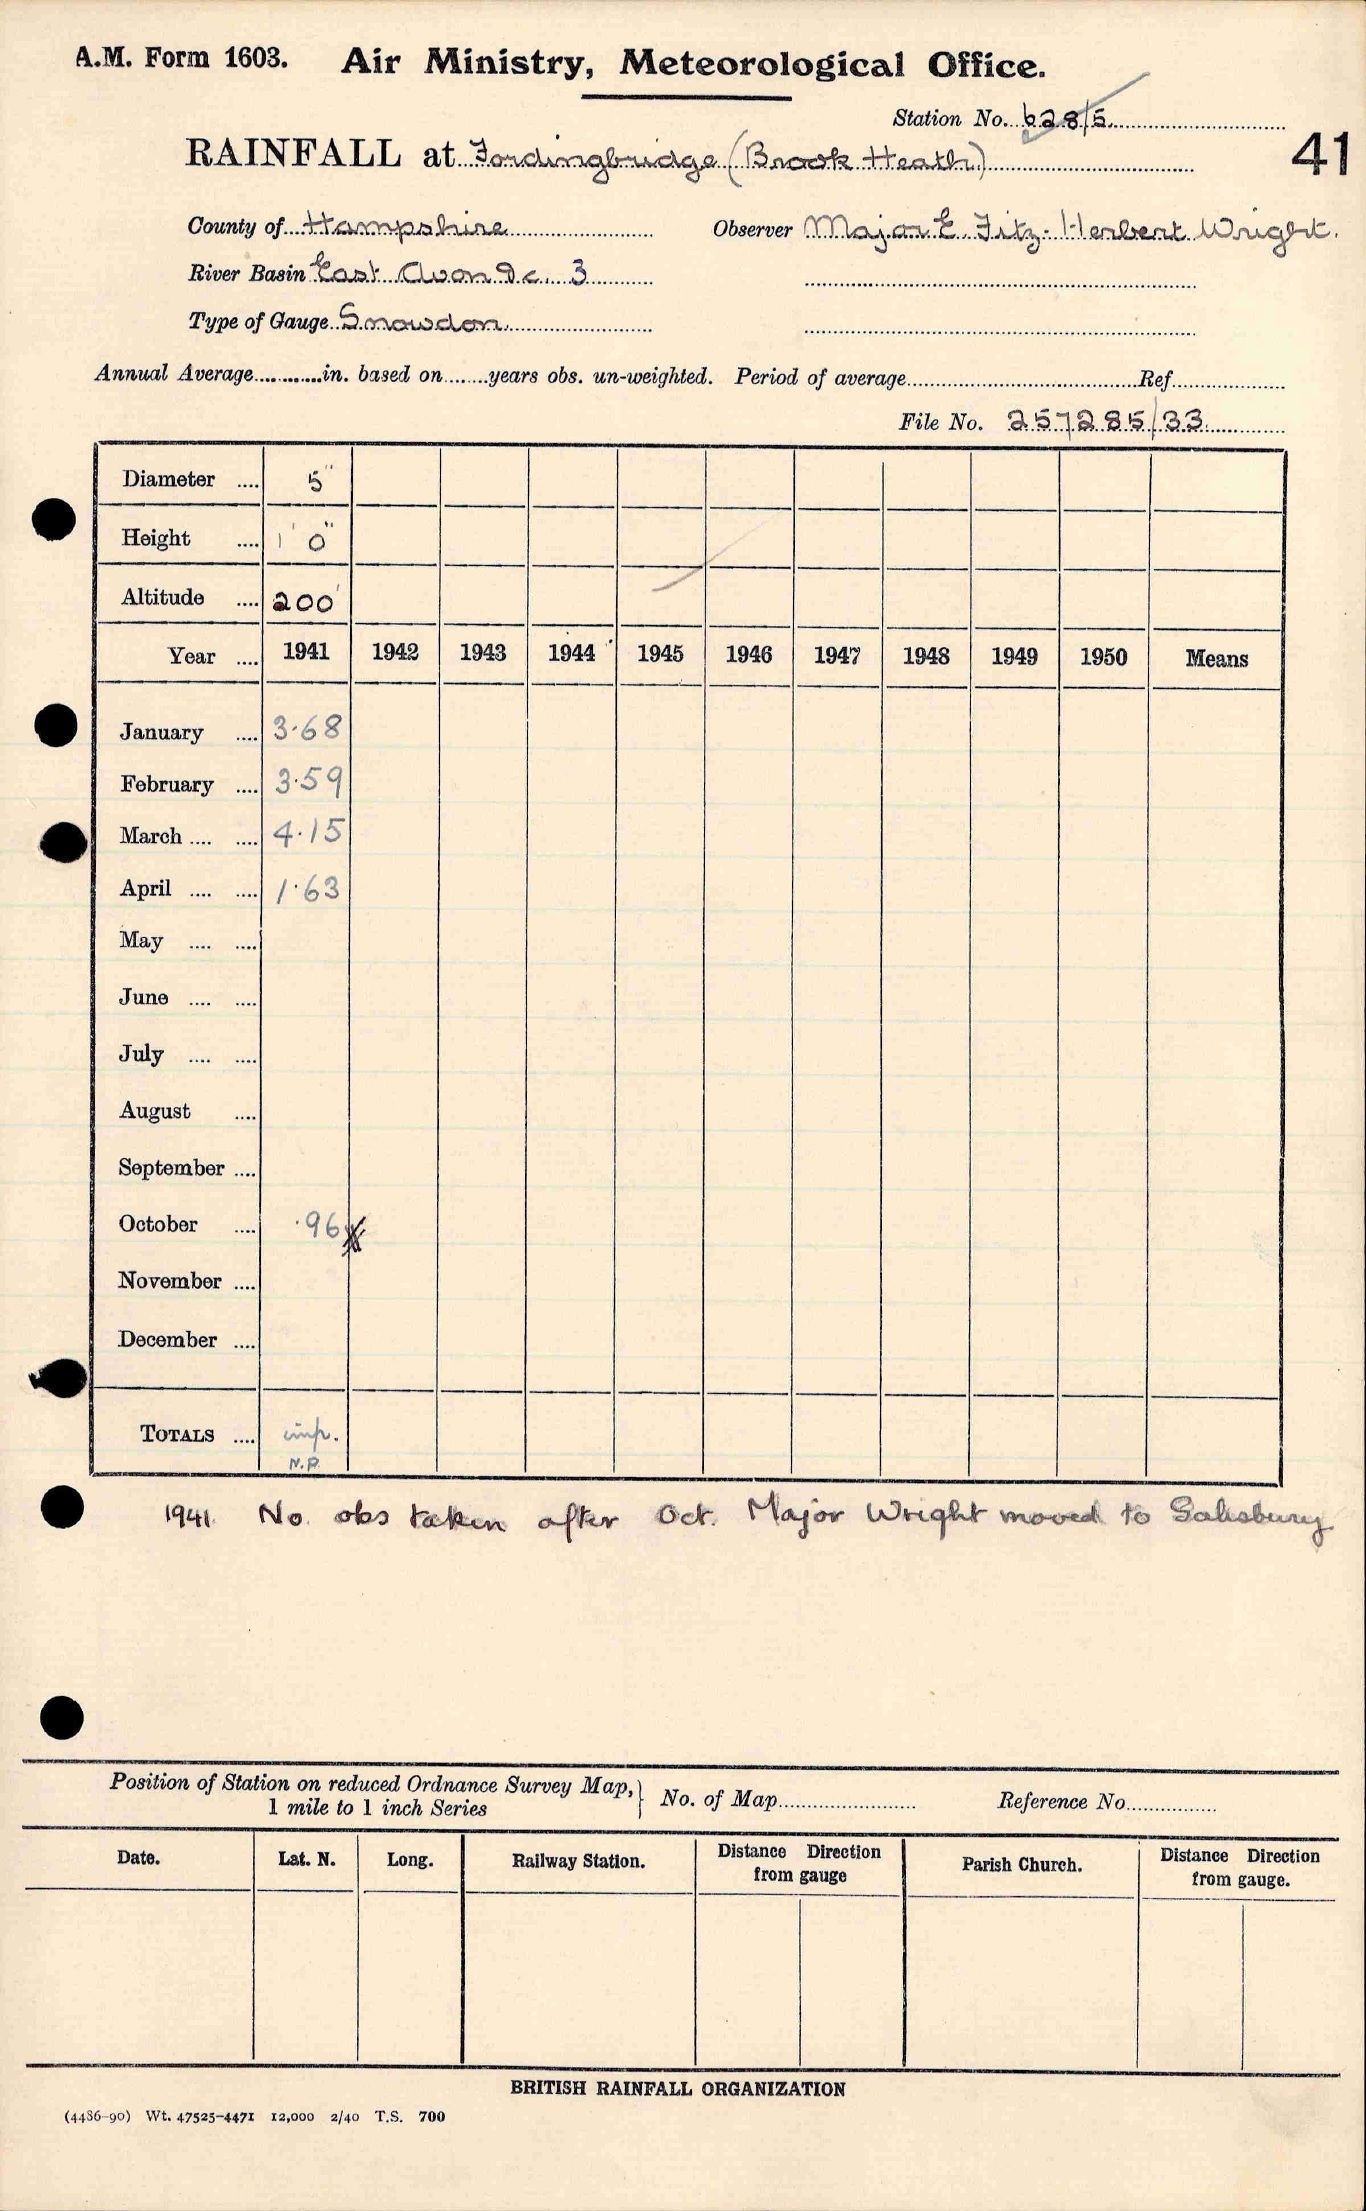 A.M. Form 1603. Air Ministry, Meteorological Office.
Station No. 628/5
RAINFALL at Fordingbridge (Brook Heath) 41
County of Hampshire Observer Major E. Fitz-Herbert Wright.
River Basin East Avon &c. 3
Type of Gauge Snowdon
Annual Average............in. based on.......years obs. un-weighted. Period of average........Ref........
File No. 257285/33
Diameter .... 5"
Height .... 1' 0"
Altitude .... 200'
Year .... 1941 1942 1943 1944 1945 1946 1947 1948 1949 1950 Means
January .... 3.68
February .... 3.59
March .... .... 4.15
April .... .... 1.63
May .... ....
June .... ....
July .... ....
August ....
September ....
October .... .96
November ....
December ....
TOTALS .... imp.
N.P.
1941. No obs taken after Oct. Major Wright moved to Salisbury
Position of Station on reduced Ordnance Survey Map, } No. of Map........ Reference No........
1 mile to 1 inch Series
Date. Lat. N. Long. Railway Station. Distance Direction from gauge Parish Church. Distance Direction from gauge.
BRITISH RAINFALL ORGANIZATION
(4486-90) Wt. 47525-4471 12,000 2/40 T.S. 700